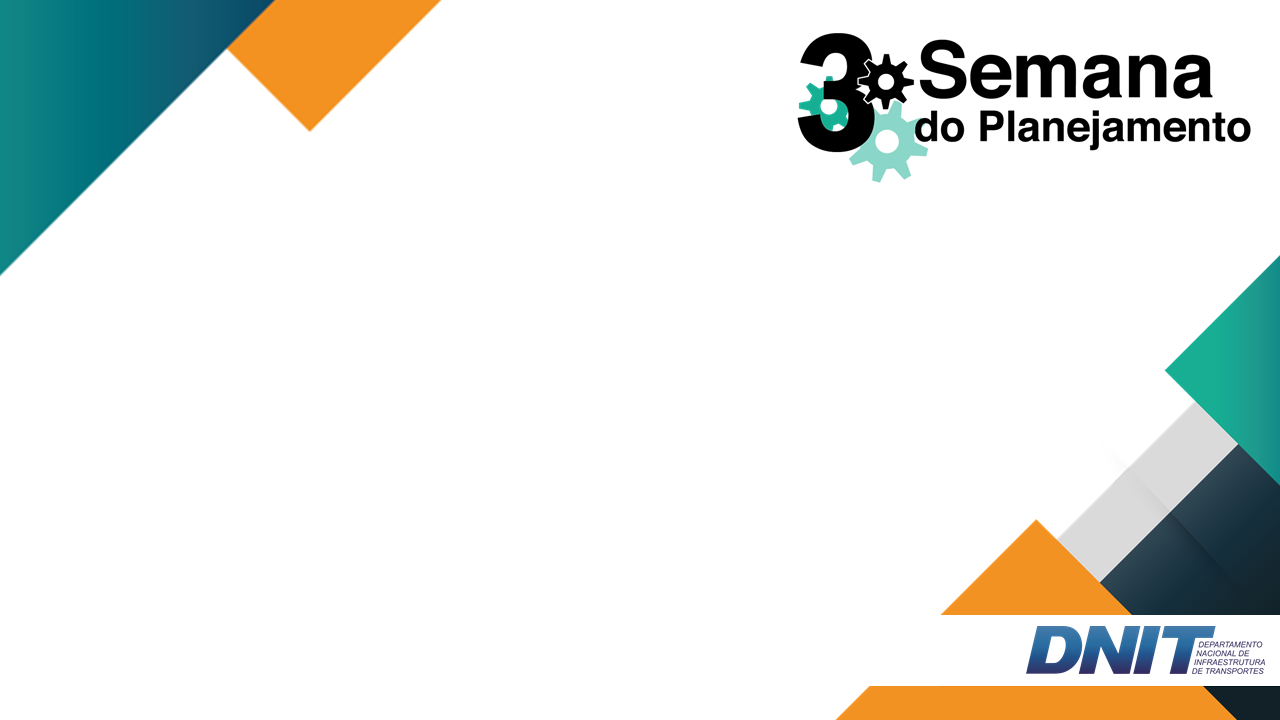 3 Semana
do Planejamento
DNIT
DEPARTAMENTO
NACIONAL DE
INFRAESTRUTURA
DE TRANSPORTES